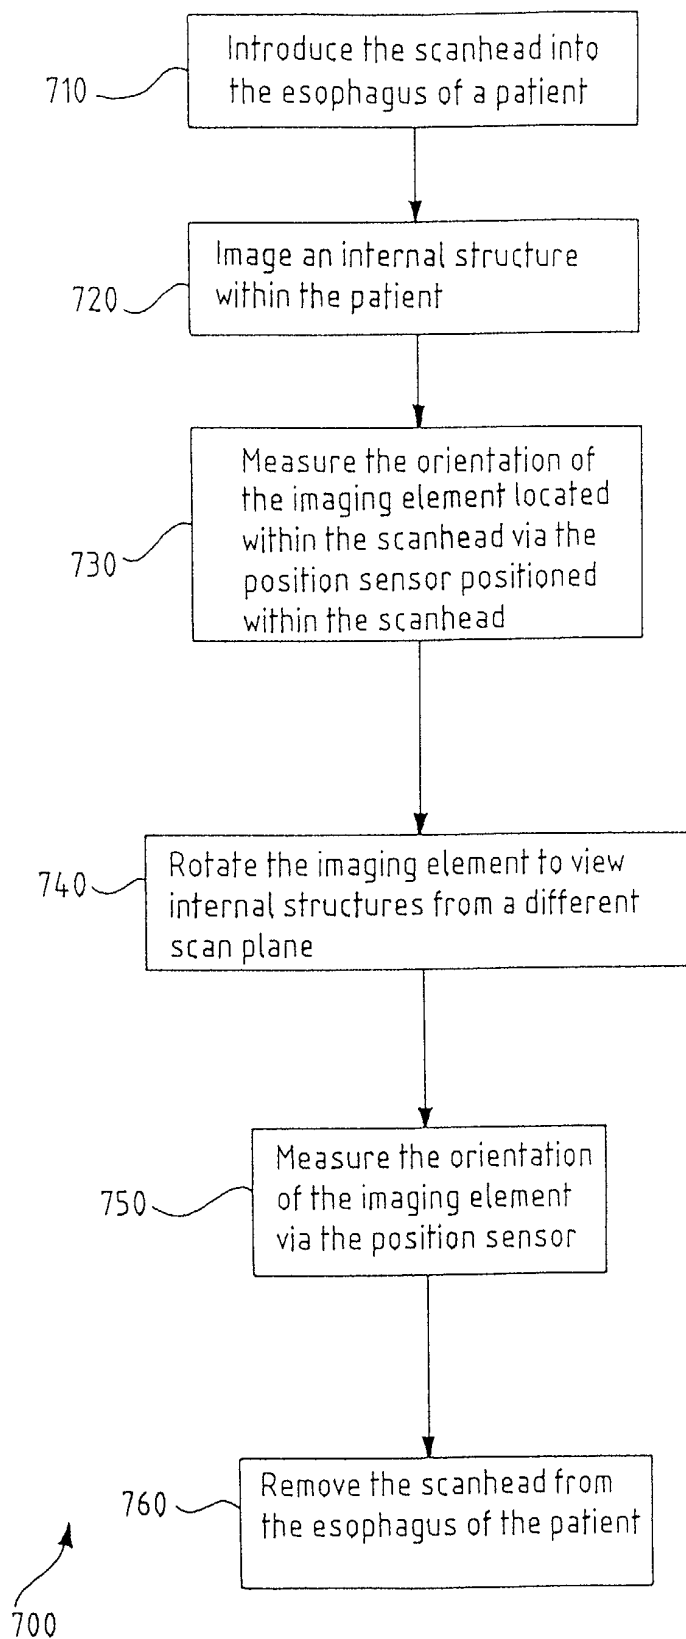 Introduce the scanhead into
the esophagus of a patient
710
Image an internal structure
within the patient
720
Measure the orientation of
the imaging element located
within the scanhead via the
position sensor positioned
within the scanhead
730
Rotate the imaging element to view
internal structures from a different
scan plane
740
Measure the orientation
of the imaging element
via the position sensor
750
Remove the scanhead from
the esophagus of the patient
760
700